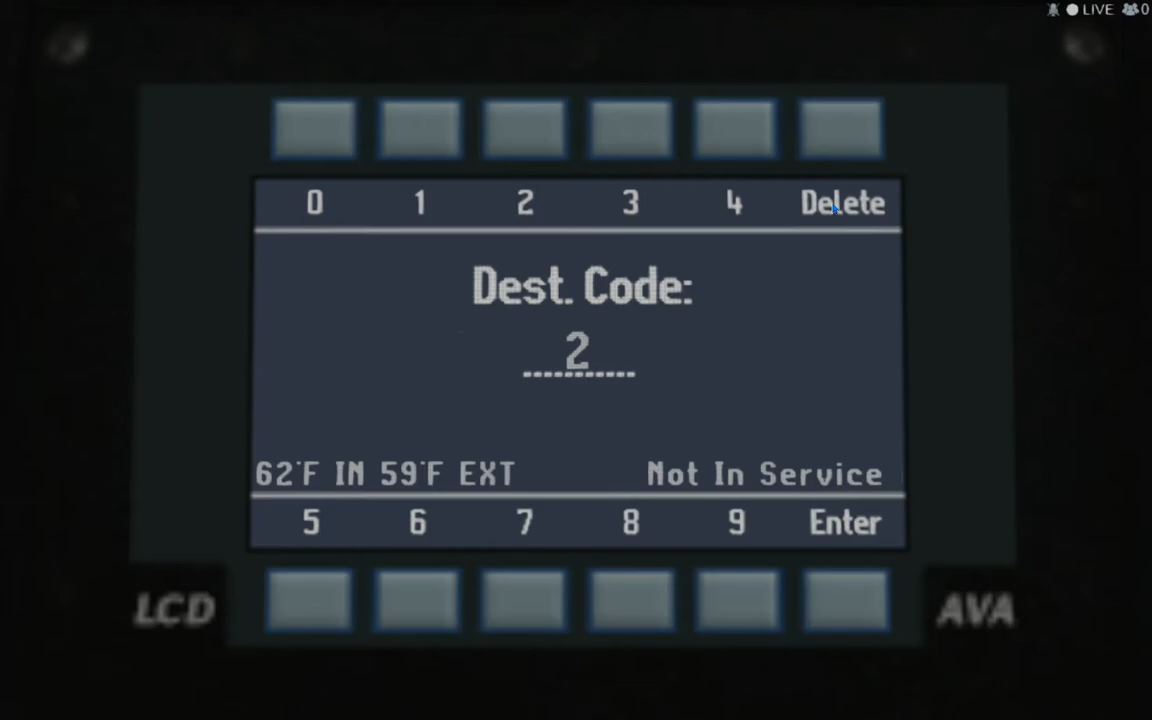 LIVE 0
0 1 2 3 4 Delete
Dest. Code:
2
62°F IN 59°F EXT Not In Service
5 6 7 8 9 Enter
LCD AVA